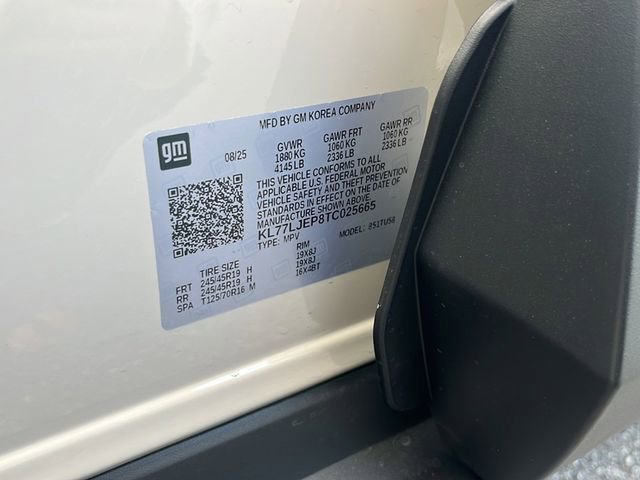 MFD BY GM KOREA COMPANY
gm
08/25
GVWR GAWR FRT GAWR RR
1880 KG 1060 KG 1060 KG
4145 LB 2336 LB 2336 LB
THIS VEHICLE CONFORMS TO ALL
APPLICABLE U.S. FEDERAL MOTOR
VEHICLE SAFETY AND THEFT PREVENTION
STANDARDS IN EFFECT ON THE DATE OF
MANUFACTURE SHOWN ABOVE.
KL77LJEP8TC025665
TYPE: MPV MODEL: 851TU58
TIRE SIZE RIM
FRT 245/45R19 H 19X8J
RR 245/45R19 H 19X8J
SPA T125/70R16 M 16X4BT